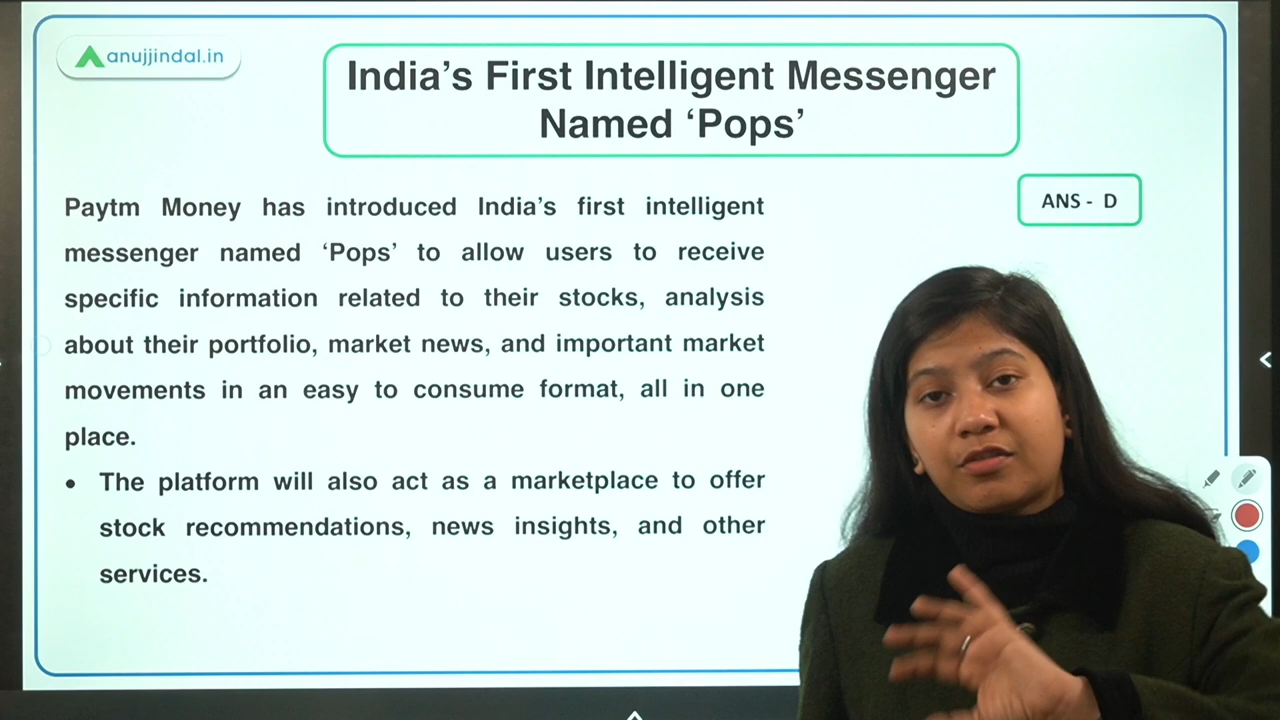 anujjindal.in
India’s First Intelligent Messenger
Named ‘Pops’
ANS - D
Paytm Money has introduced India’s first intelligent
messenger named ‘Pops’ to allow users to receive
specific information related to their stocks, analysis
about their portfolio, market news, and important market
movements in an easy to consume format, all in one
place.
• The platform will also act as a marketplace to offer
stock recommendations, news insights, and other
services.